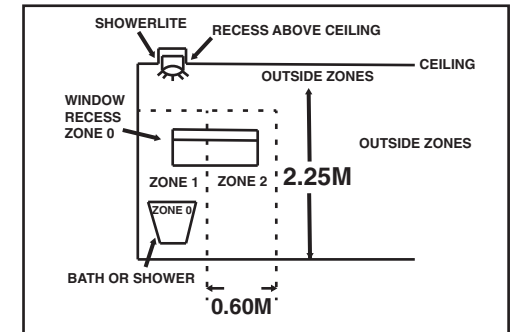 SHOWERLITE
RECESS ABOVE CEILING
CEILING
OUTSIDE ZONES
WINDOW
RECESS
ZONE 0
OUTSIDE ZONES
ZONE 1
ZONE 2
2.25M
ZONE 0
BATH OR SHOWER
0.60M